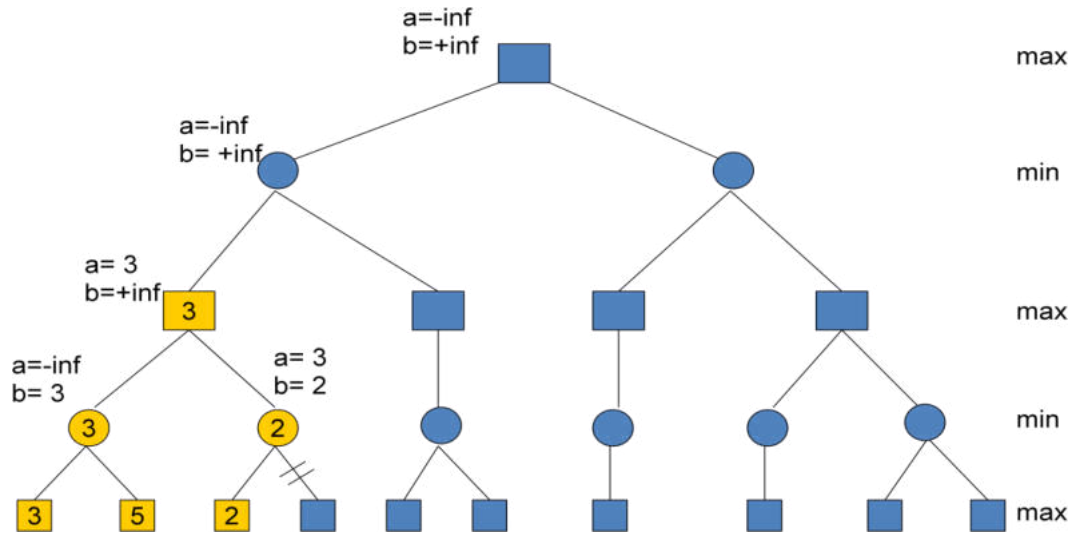 a=-inf
b=+inf
max
a=-inf
b= +inf
min
a= 3
b=+inf
3
max
a=-inf
b= 3
a= 3
b= 2
3
2
min
3
5
2
max